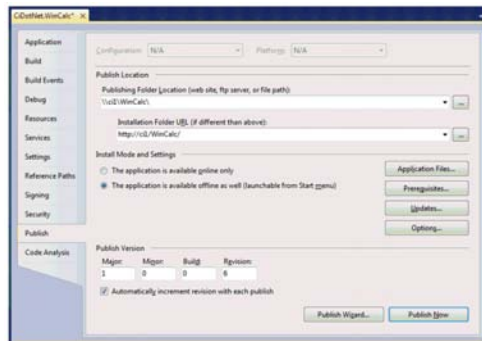 CiDotNet.WinCalc* X
Application
Build
Build Events
Debug
Resources
Services
Settings
Reference Paths
Signing
Security
Publish
Code Analysis
Configuration: N/A Platform: N/A
Publish Location
Publishing Folder Location (web site, ftp server, or file path):
\\ci1\WinCalc\
...
Installation Folder URL (if different than above):
http://ci1/WinCalc/
...
Install Mode and Settings
The application is available online only
The application is available offline as well (launchable from Start menu)
Application Files...
Prerequisites...
Updates...
Options...
Publish Version
Major: Minor: Build: Revision:
1 0 0 6
Automatically increment revision with each publish
Publish Wizard... Publish Now